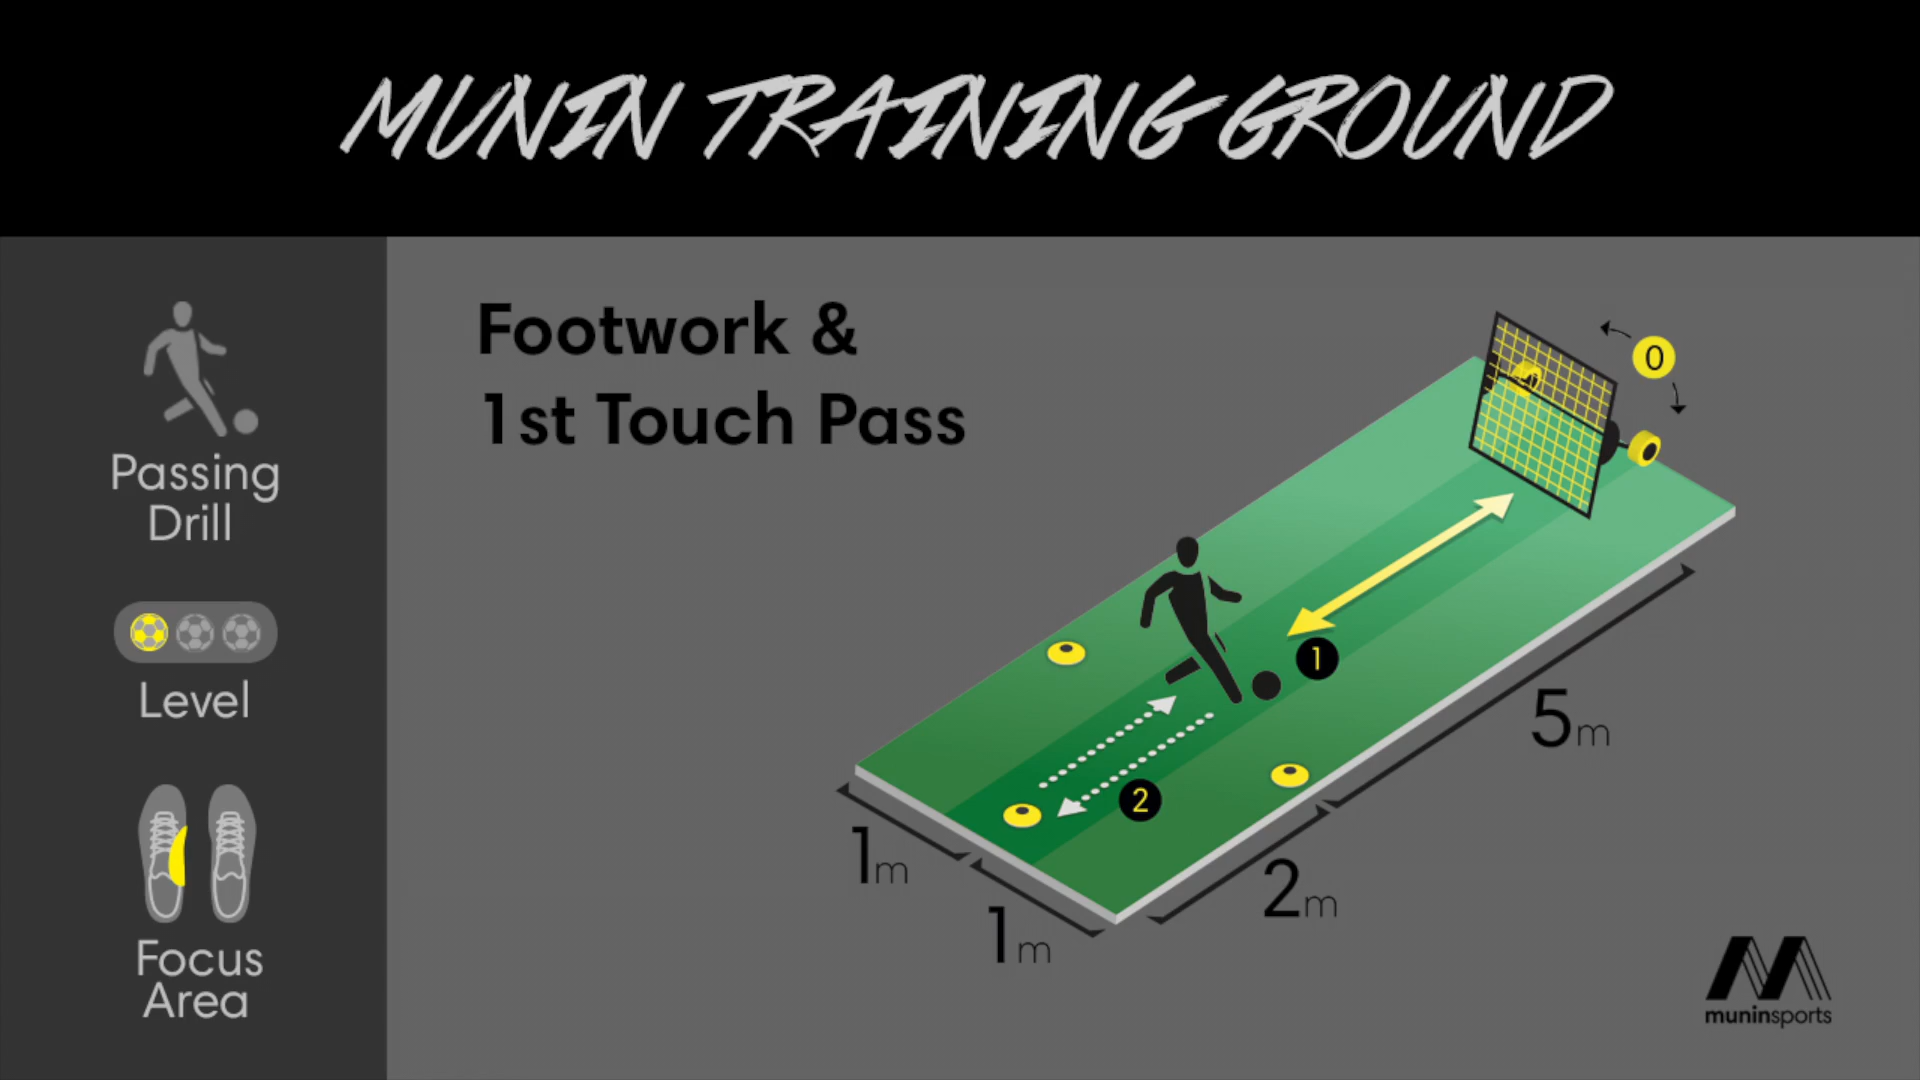 MUNIN TRAINING GROUND
Passing
Drill
Level
Focus
Area
Footwork &
1st Touch Pass
0
1
2
5m
2m
1m
1m
muninsports